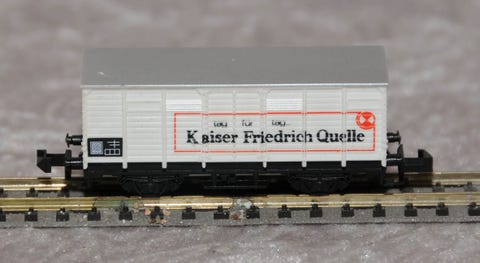 tag für tag...
Kaiser Friedrich Quelle